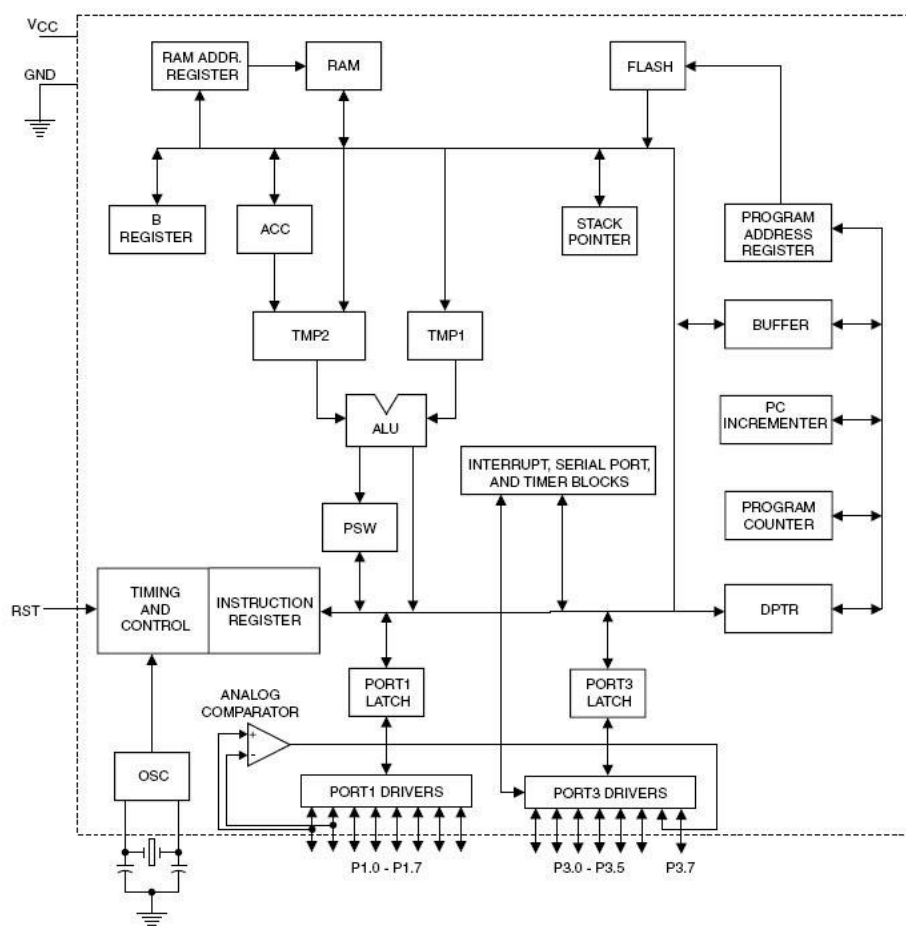 VCC
GND
RAM ADDR.
REGISTER
RAM
FLASH
B
REGISTER
ACC
STACK
POINTER
PROGRAM
ADDRESS
REGISTER
TMP2
TMP1
BUFFER
ALU
PC
INCREMENTER
INTERRUPT, SERIAL PORT,
AND TIMER BLOCKS
PSW
PROGRAM
COUNTER
RST
TIMING
AND
CONTROL
INSTRUCTION
REGISTER
DPTR
ANALOG
COMPARATOR
+
-
PORT1
LATCH
PORT3
LATCH
OSC
PORT1 DRIVERS
PORT3 DRIVERS
P1.0 - P1.7
P3.0 - P3.5
P3.7